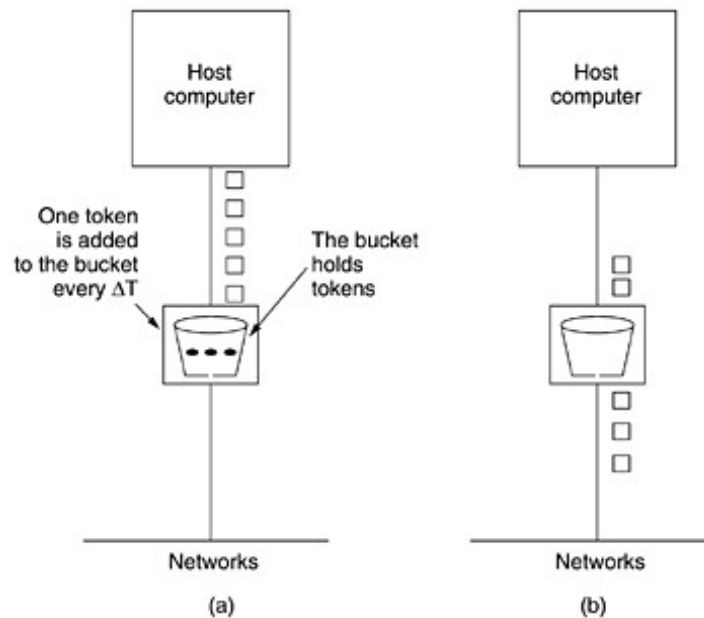 Host
computer
One token
is added
to the bucket
every ΔT
The bucket
holds
tokens
Networks
(a)
Host
computer
Networks
(b)